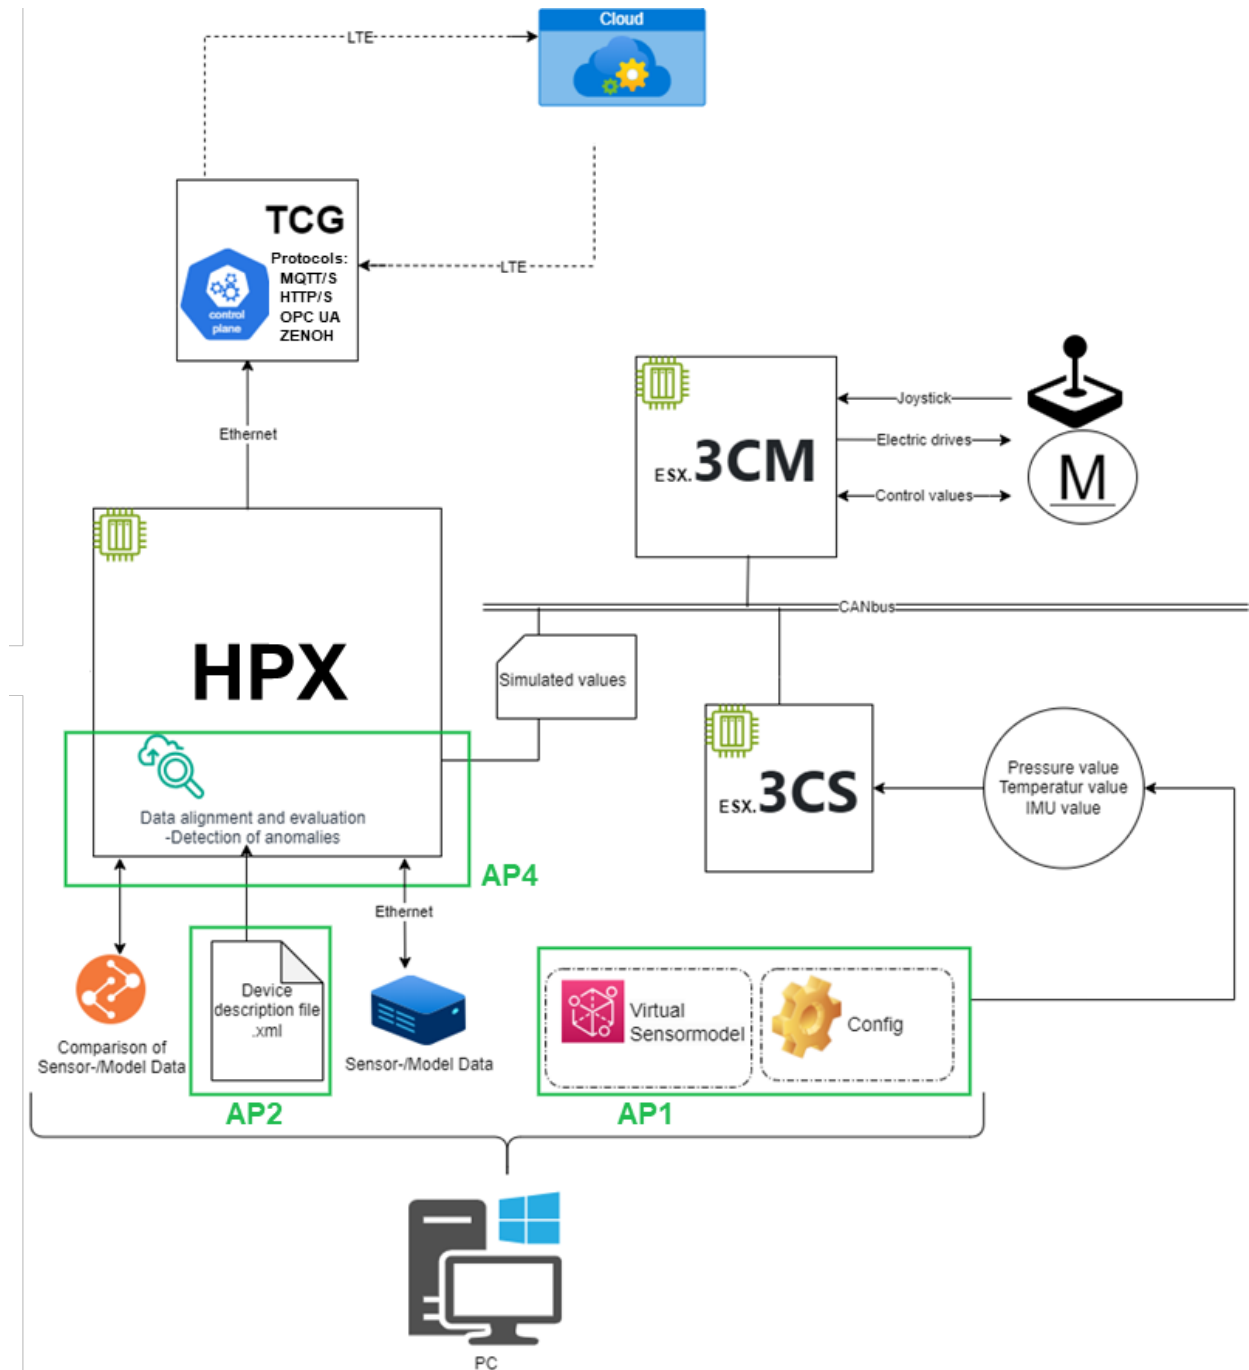 Cloud
LTE
TCG
Protocols:
MQTT/S
HTTP/S
OPC UA
ZENOH
control
plane
LTE
Ethernet
ESX.3CM
Joystick
Electric drives
Control values
M
CANbus
HPX
Simulated values
Data alignment and evaluation
-Detection of anomalies
AP4
ESX.3CS
Pressure value
Temperatur value
IMU value
Ethernet
Comparison of
Sensor-/Model Data
Device
description file
.xml
AP2
Sensor-/Model Data
Virtual
Sensormodel
Config
AP1
PC